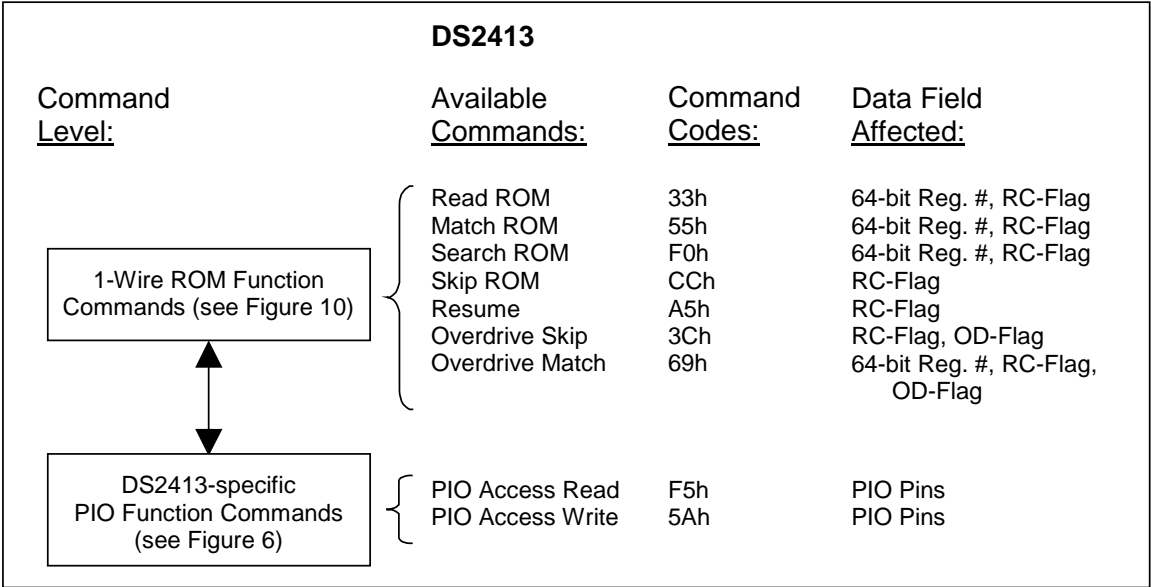 DS2413
Command Available Command Data Field
Level: Commands: Codes: Affected:
Read ROM 33h 64-bit Reg. #, RC-Flag
Match ROM 55h 64-bit Reg. #, RC-Flag
Search ROM F0h 64-bit Reg. #, RC-Flag
1-Wire ROM Function Skip ROM CCh RC-Flag
Commands (see Figure 10) Resume A5h RC-Flag
Overdrive Skip 3Ch RC-Flag, OD-Flag
Overdrive Match 69h 64-bit Reg. #, RC-Flag,
OD-Flag
DS2413-specific PIO Access Read F5h PIO Pins
PIO Function Commands PIO Access Write 5Ah PIO Pins
(see Figure 6)